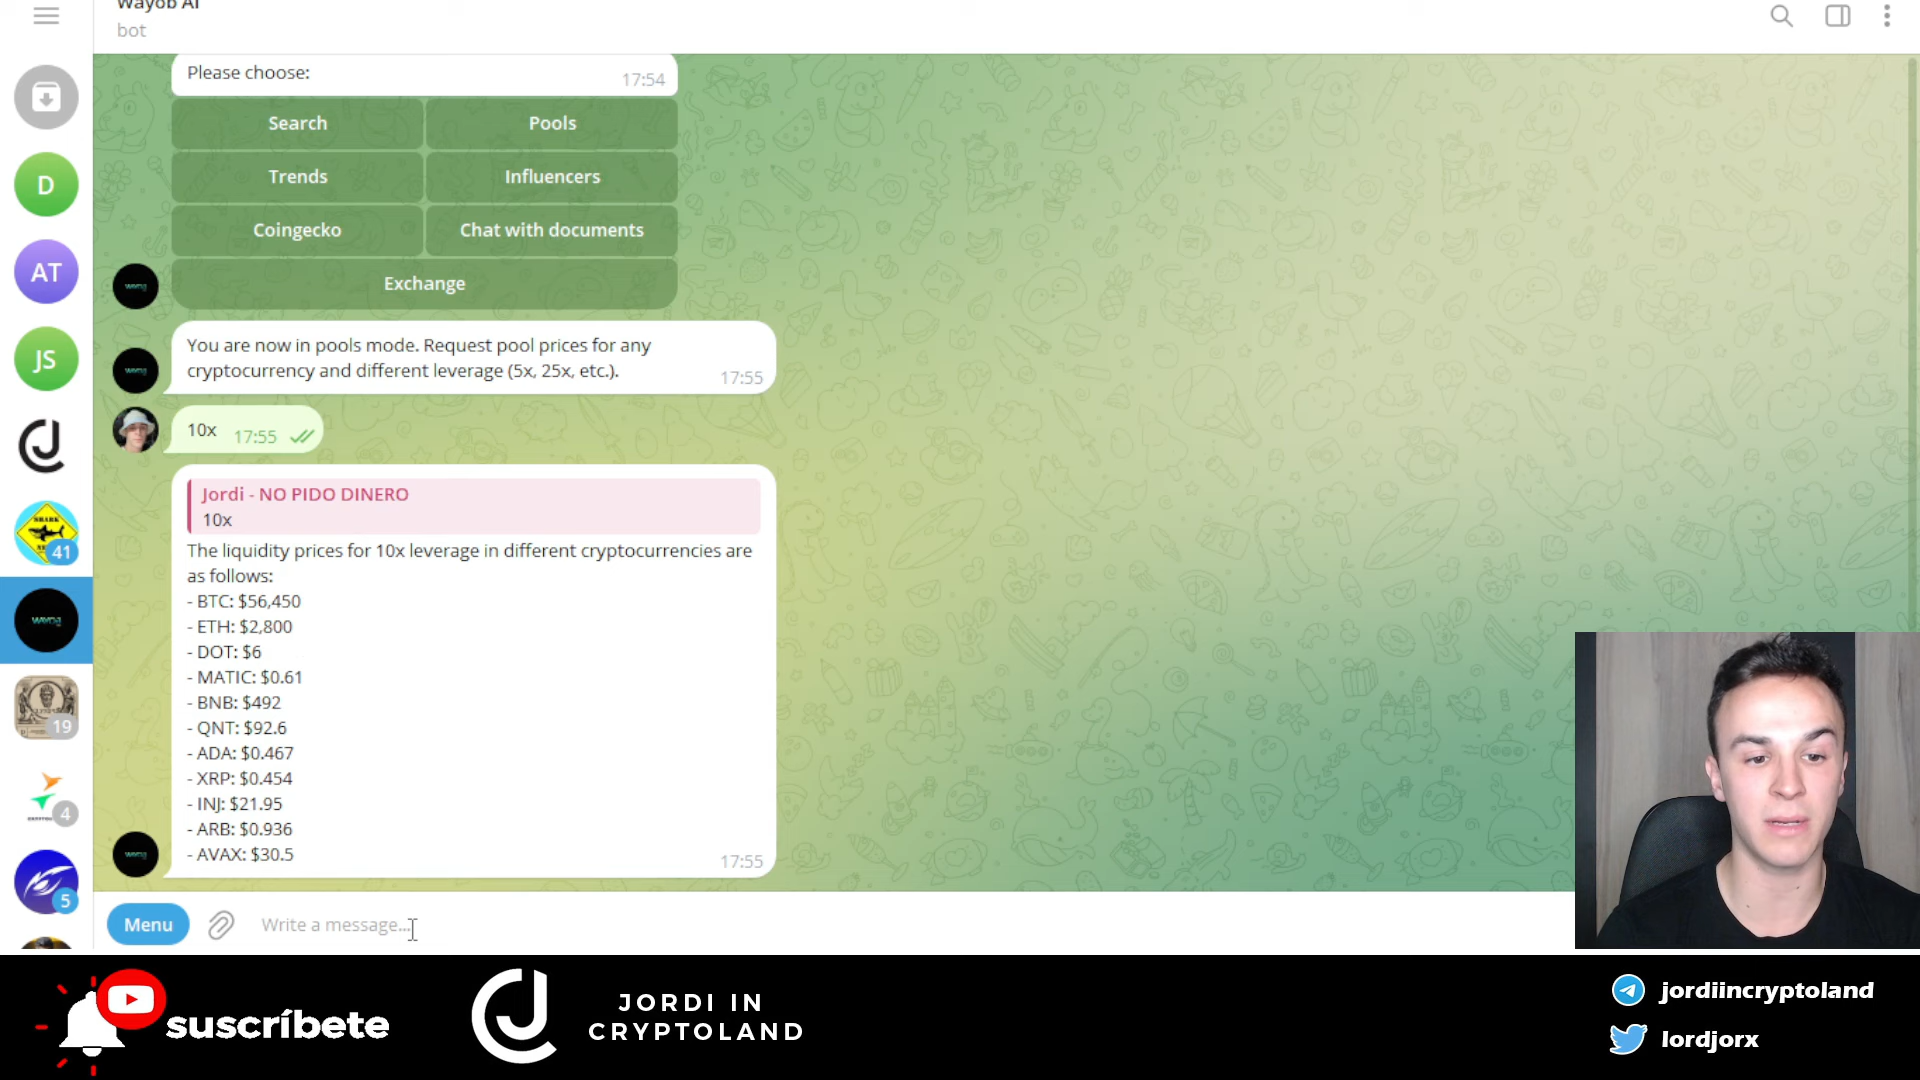 Wayob AI
bot
Please choose:
17:54
Search
Pools
Trends
Influencers
Coingecko
Chat with documents
Exchange
You are now in pools mode. Request pool prices for any
cryptocurrency and different leverage (5x, 25x, etc.).
17:55
10x 17:55
Jordi - NO PIDO DINERO
10x
The liquidity prices for 10x leverage in different cryptocurrencies are
as follows:
- BTC: $56,450
- ETH: $2,800
- DOT: $6
- MATIC: $0.61
- BNB: $492
- QNT: $92.6
- ADA: $0.467
- XRP: $0.454
- INJ: $21.95
- ARB: $0.936
- AVAX: $30.5
17:55
Menu
Write a message...
D
AT
JS
SHARK
41
19
4
5
suscríbete
JORDI IN
CRYPTOLAND
jordiincryptoland
lordjorx